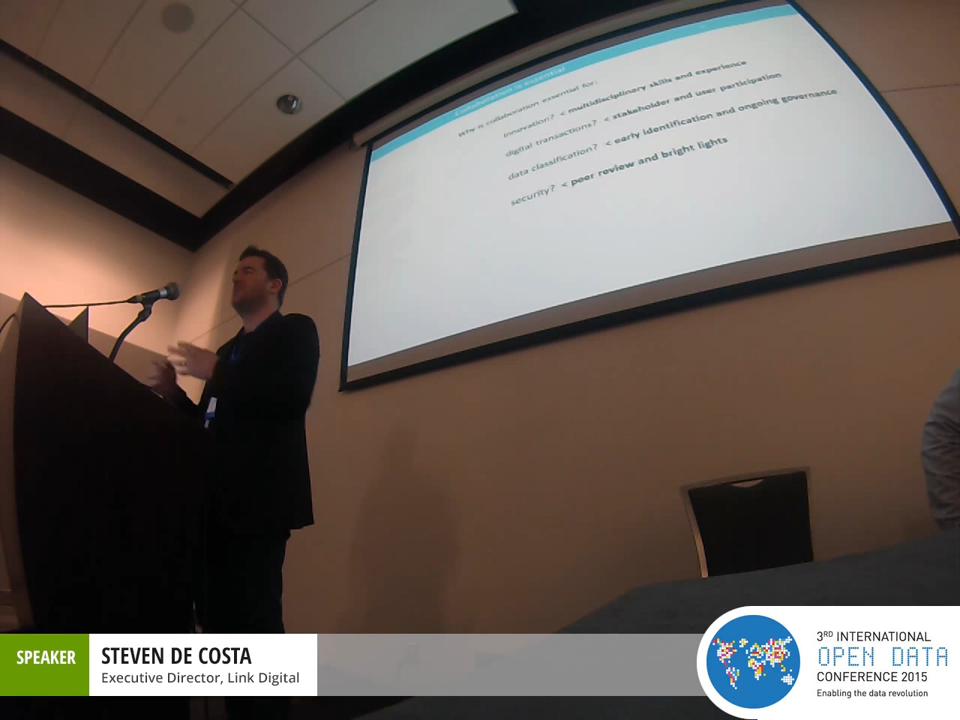 Collaboration is essential
Why is collaboration essential for:
innovation? < multidisciplinary skills and experience
digital transactions? < stakeholder and user participation
data classification? < early identification and ongoing governance
security? < peer review and bright lights
SPEAKER
STEVEN DE COSTA
Executive Director, Link Digital
3RD INTERNATIONAL
OPEN DATA
CONFERENCE 2015
Enabling the data revolution